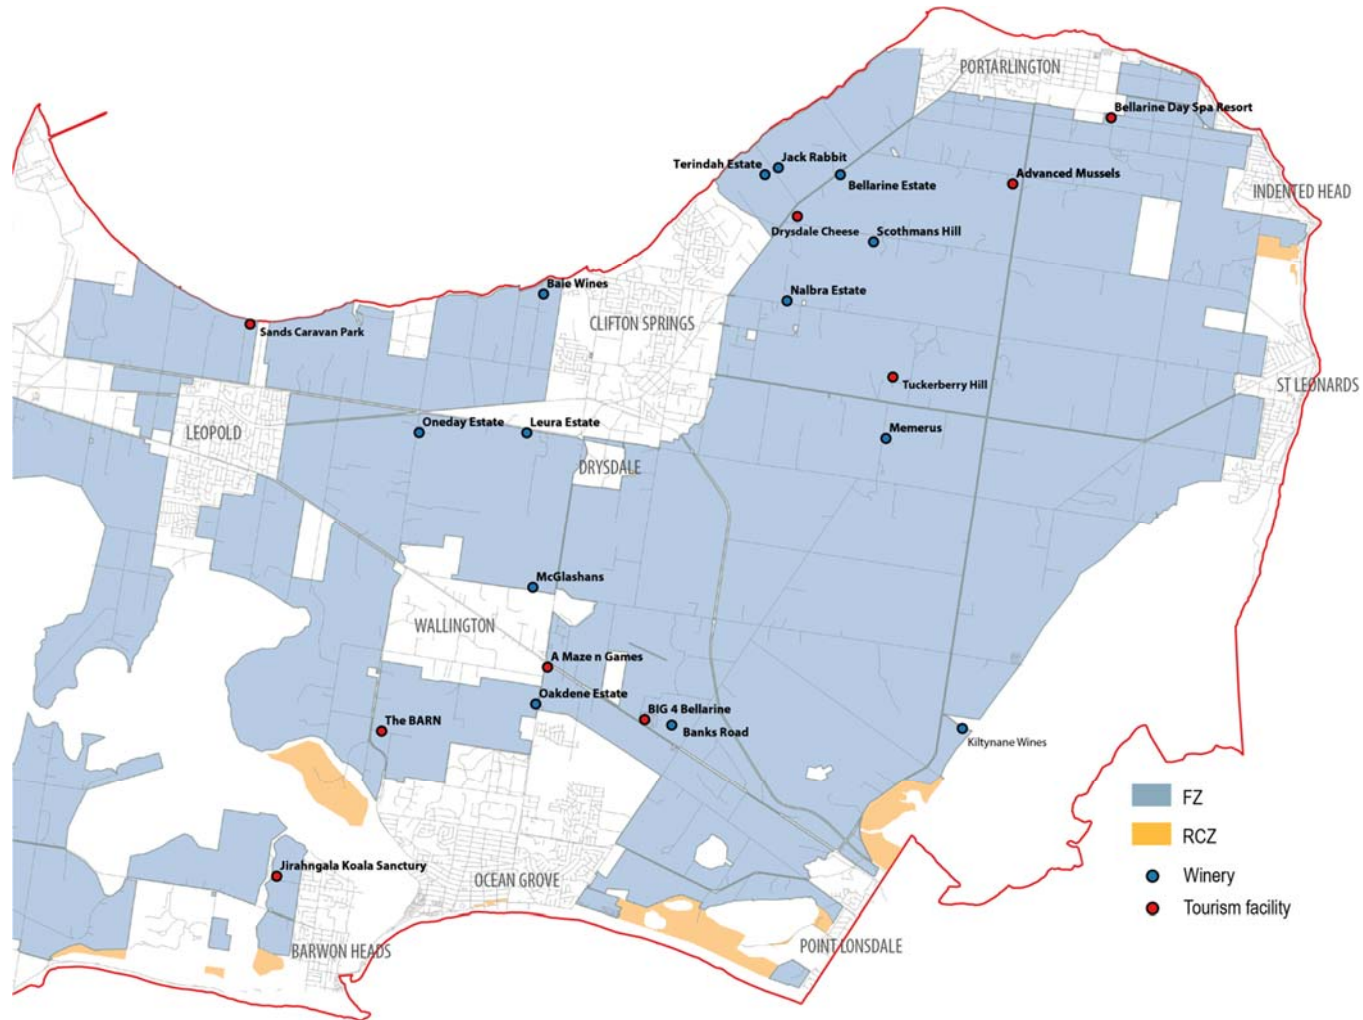 PORTARLINGTON
Bellarine Day Spa Resort
Jack Rabbit
Terindah Estate
Bellarine Estate
Advanced Mussels
INDENTED HEAD
Drysdale Cheese
Scothmans Hill
Baie Wines
Nalbra Estate
Sands Caravan Park
CLIFTON SPRINGS
Tuckerberry Hill
ST LEONARDS
Oneday Estate
Leura Estate
LEOPOLD
Memerus
DRYSDALE
McGlashans
WALLINGTON
A Maze n Games
Oakdene Estate
BIG 4 Bellarine
The BARN
Banks Road
Kiltynane Wines
FZ
RCZ
Jirahngala Koala Sanctury
Winery
OCEAN GROVE
Tourism facility
BARWON HEADS
POINT LONSDALE